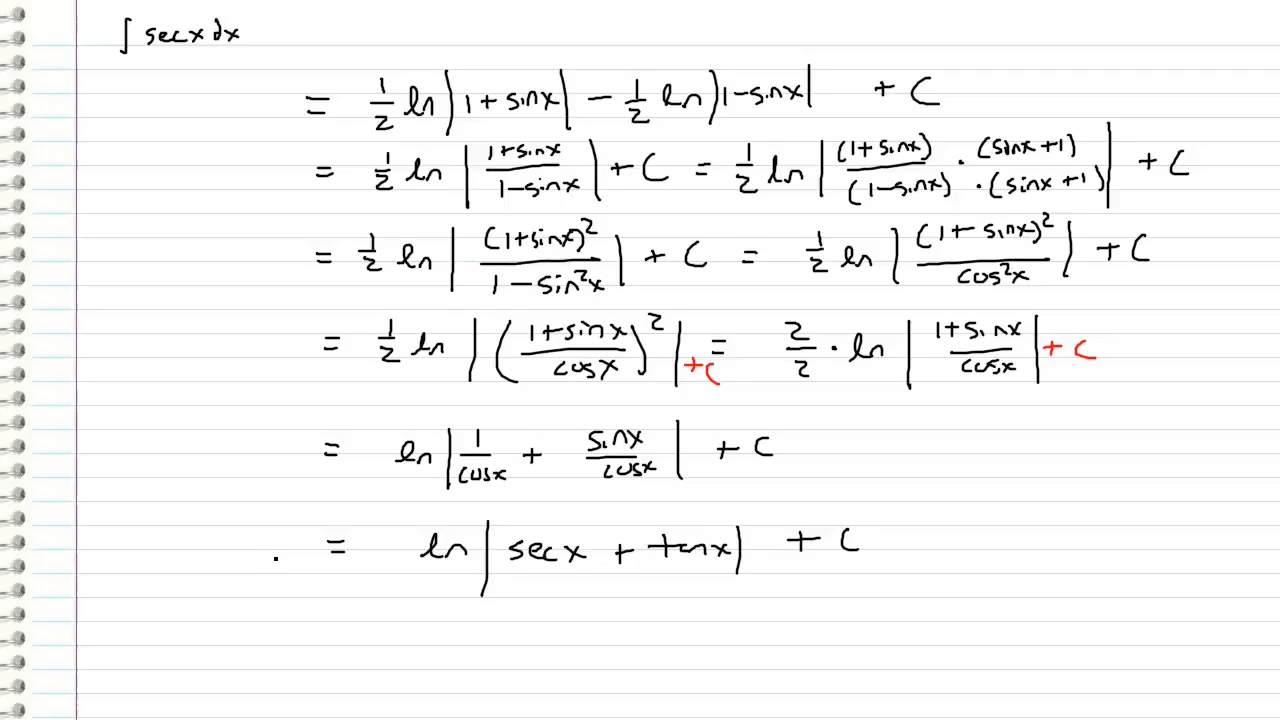 ∫ secx dx
= 1/2 ln|1+sinx| − 1/2 ln|1−sinx| + C
= 1/2 ln|(1+sinx)/(1−sinx)| + C = 1/2 ln|(1+sinx)/(1−sinx) · (sinx+1)/(sinx+1)| + C
= 1/2 ln|(1+sinx)²/(1−sin²x)| + C = 1/2 ln|(1+sinx)²/cos²x| + C
= 1/2 ln|((1+sinx)/cosx)²| + C = 2/2 · ln|(1+sinx)/cosx| + C
= ln|1/cosx + sinx/cosx| + C
= ln|secx + tanx| + C